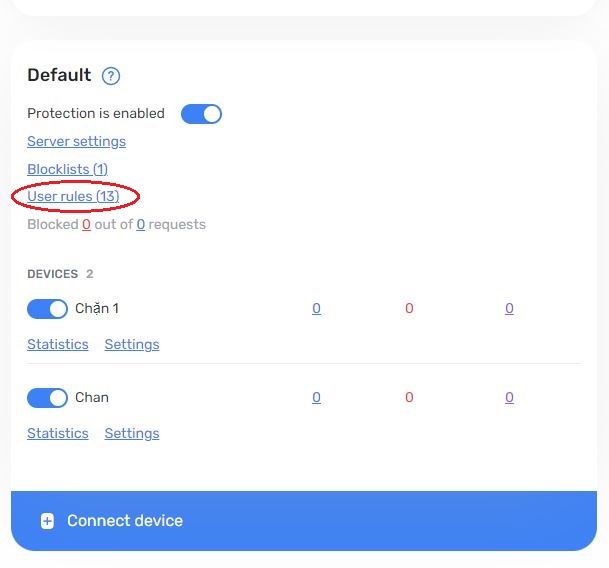 Default ?
Protection is enabled
Server settings
Blocklists (1)
User rules (13)
Blocked 0 out of 0 requests
DEVICES 2
Chặn 1 0 0 0
Statistics Settings
Chan 0 0 0
Statistics Settings
Connect device